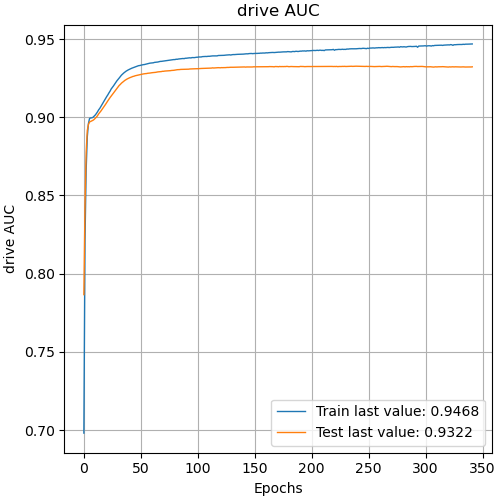 drive AUC
0.95
0.90
0.85
0.80
0.75
0.70
drive AUC
Train last value: 0.9468
Test last value: 0.9322
0 50 100 150 200 250 300 350
Epochs